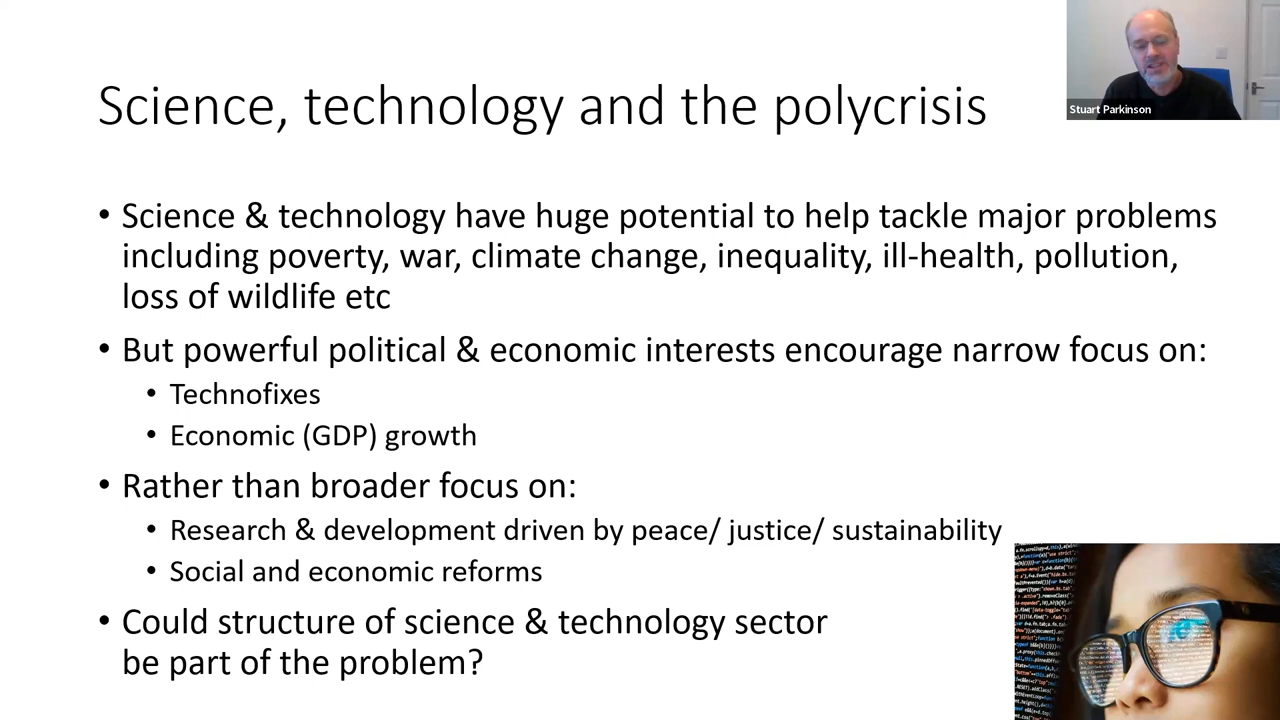 Science, technology and the polycrisis
Stuart Parkinson
• Science & technology have huge potential to help tackle major problems
including poverty, war, climate change, inequality, ill-health, pollution,
loss of wildlife etc
• But powerful political & economic interests encourage narrow focus on:
• Technofixes
• Economic (GDP) growth
• Rather than broader focus on:
• Research & development driven by peace/ justice/ sustainability
• Social and economic reforms
• Could structure of science & technology sector
be part of the problem?